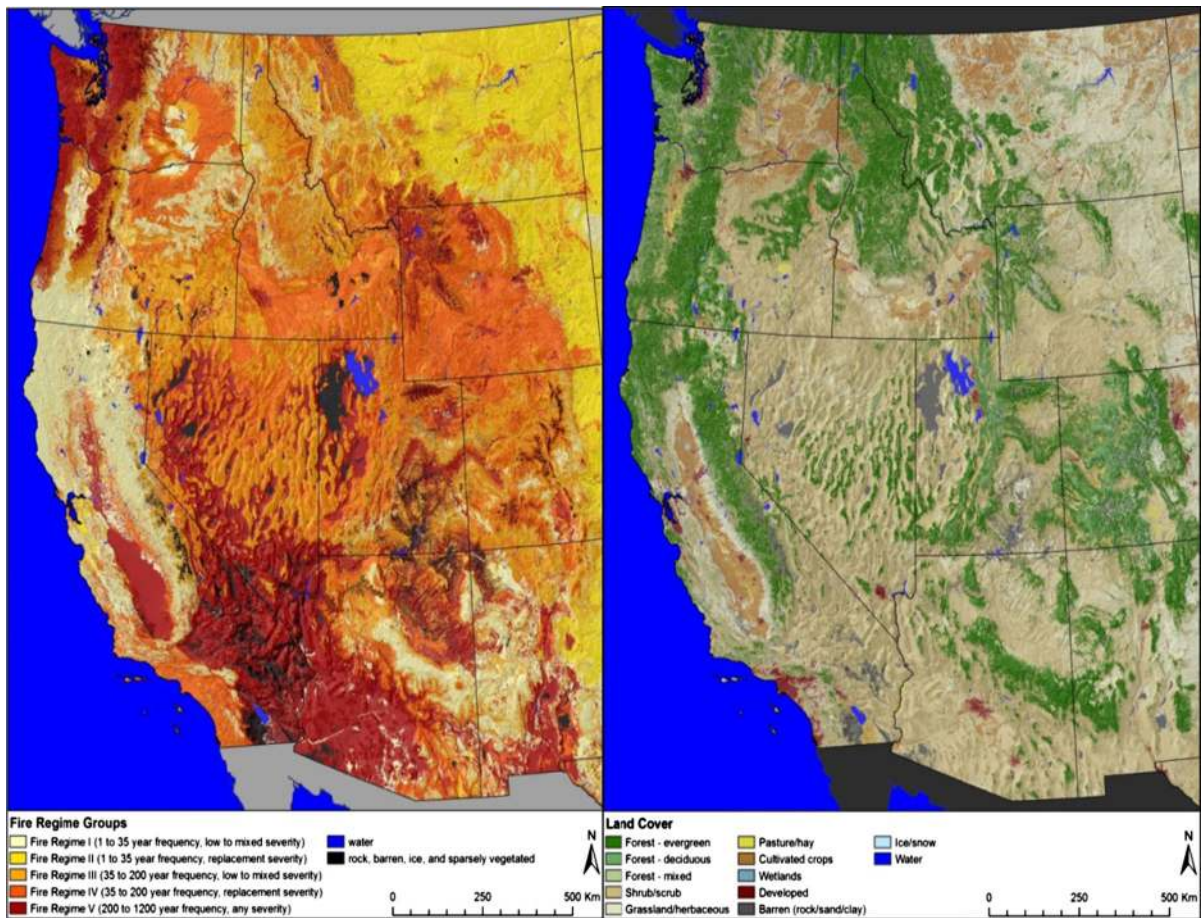 Fire Regime Groups
Fire Regime I (1 to 35 year frequency, low to mixed severity)
Fire Regime II (1 to 35 year frequency, replacement severity)
Fire Regime III (35 to 200 year frequency, low to mixed severity)
Fire Regime IV (35 to 200 year frequency, replacement severity)
Fire Regime V (200 to 1200 year frequency, any severity)
water
rock, barren, ice, and sparsely vegetated
N
0 250 500 Km
Land Cover
Forest - evergreen
Forest - deciduous
Forest - mixed
Shrub/scrub
Grassland/herbaceous
Pasture/hay
Cultivated crops
Wetlands
Developed
Barren (rock/sand/clay)
Ice/snow
Water
N
0 250 500 Km